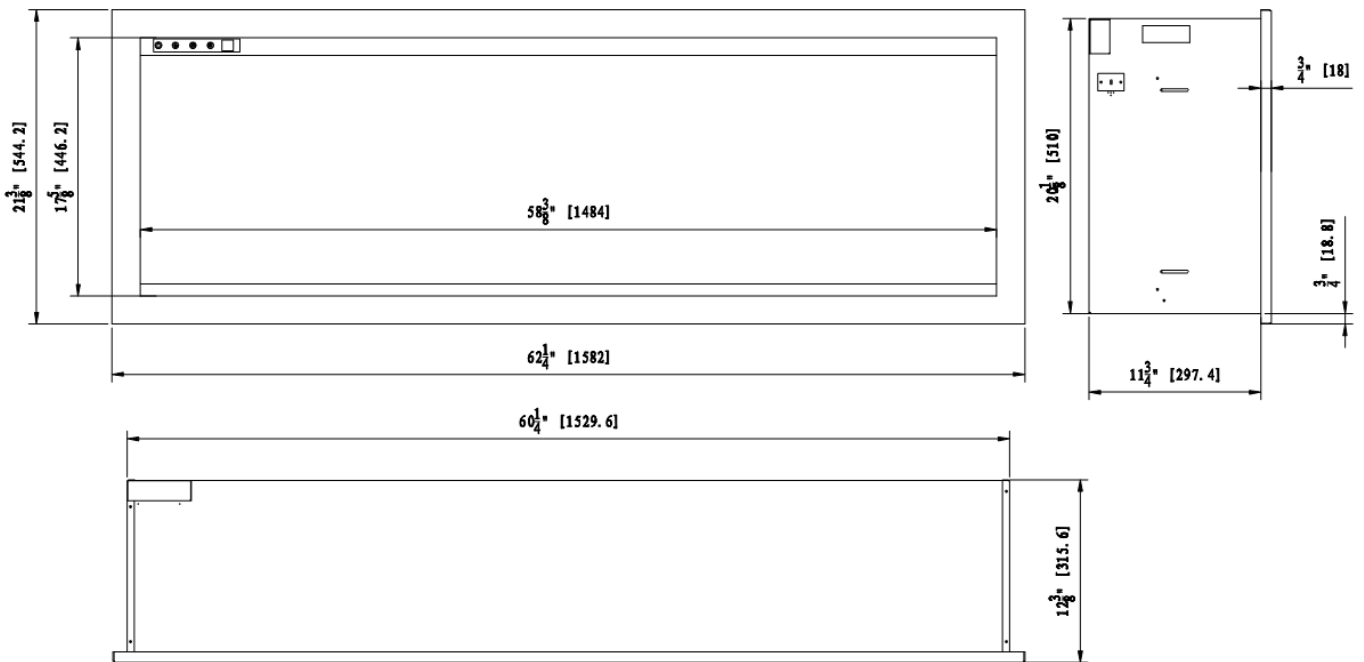 21 3/8" [544.2]
17 5/8" [446.2]
58 3/8" [1484]
62 1/4" [1582]
20 1/8" [510]
3/4" [18]
3/4" [18.8]
11 3/4" [297.4]
60 1/4" [1529.6]
12 3/8" [315.6]